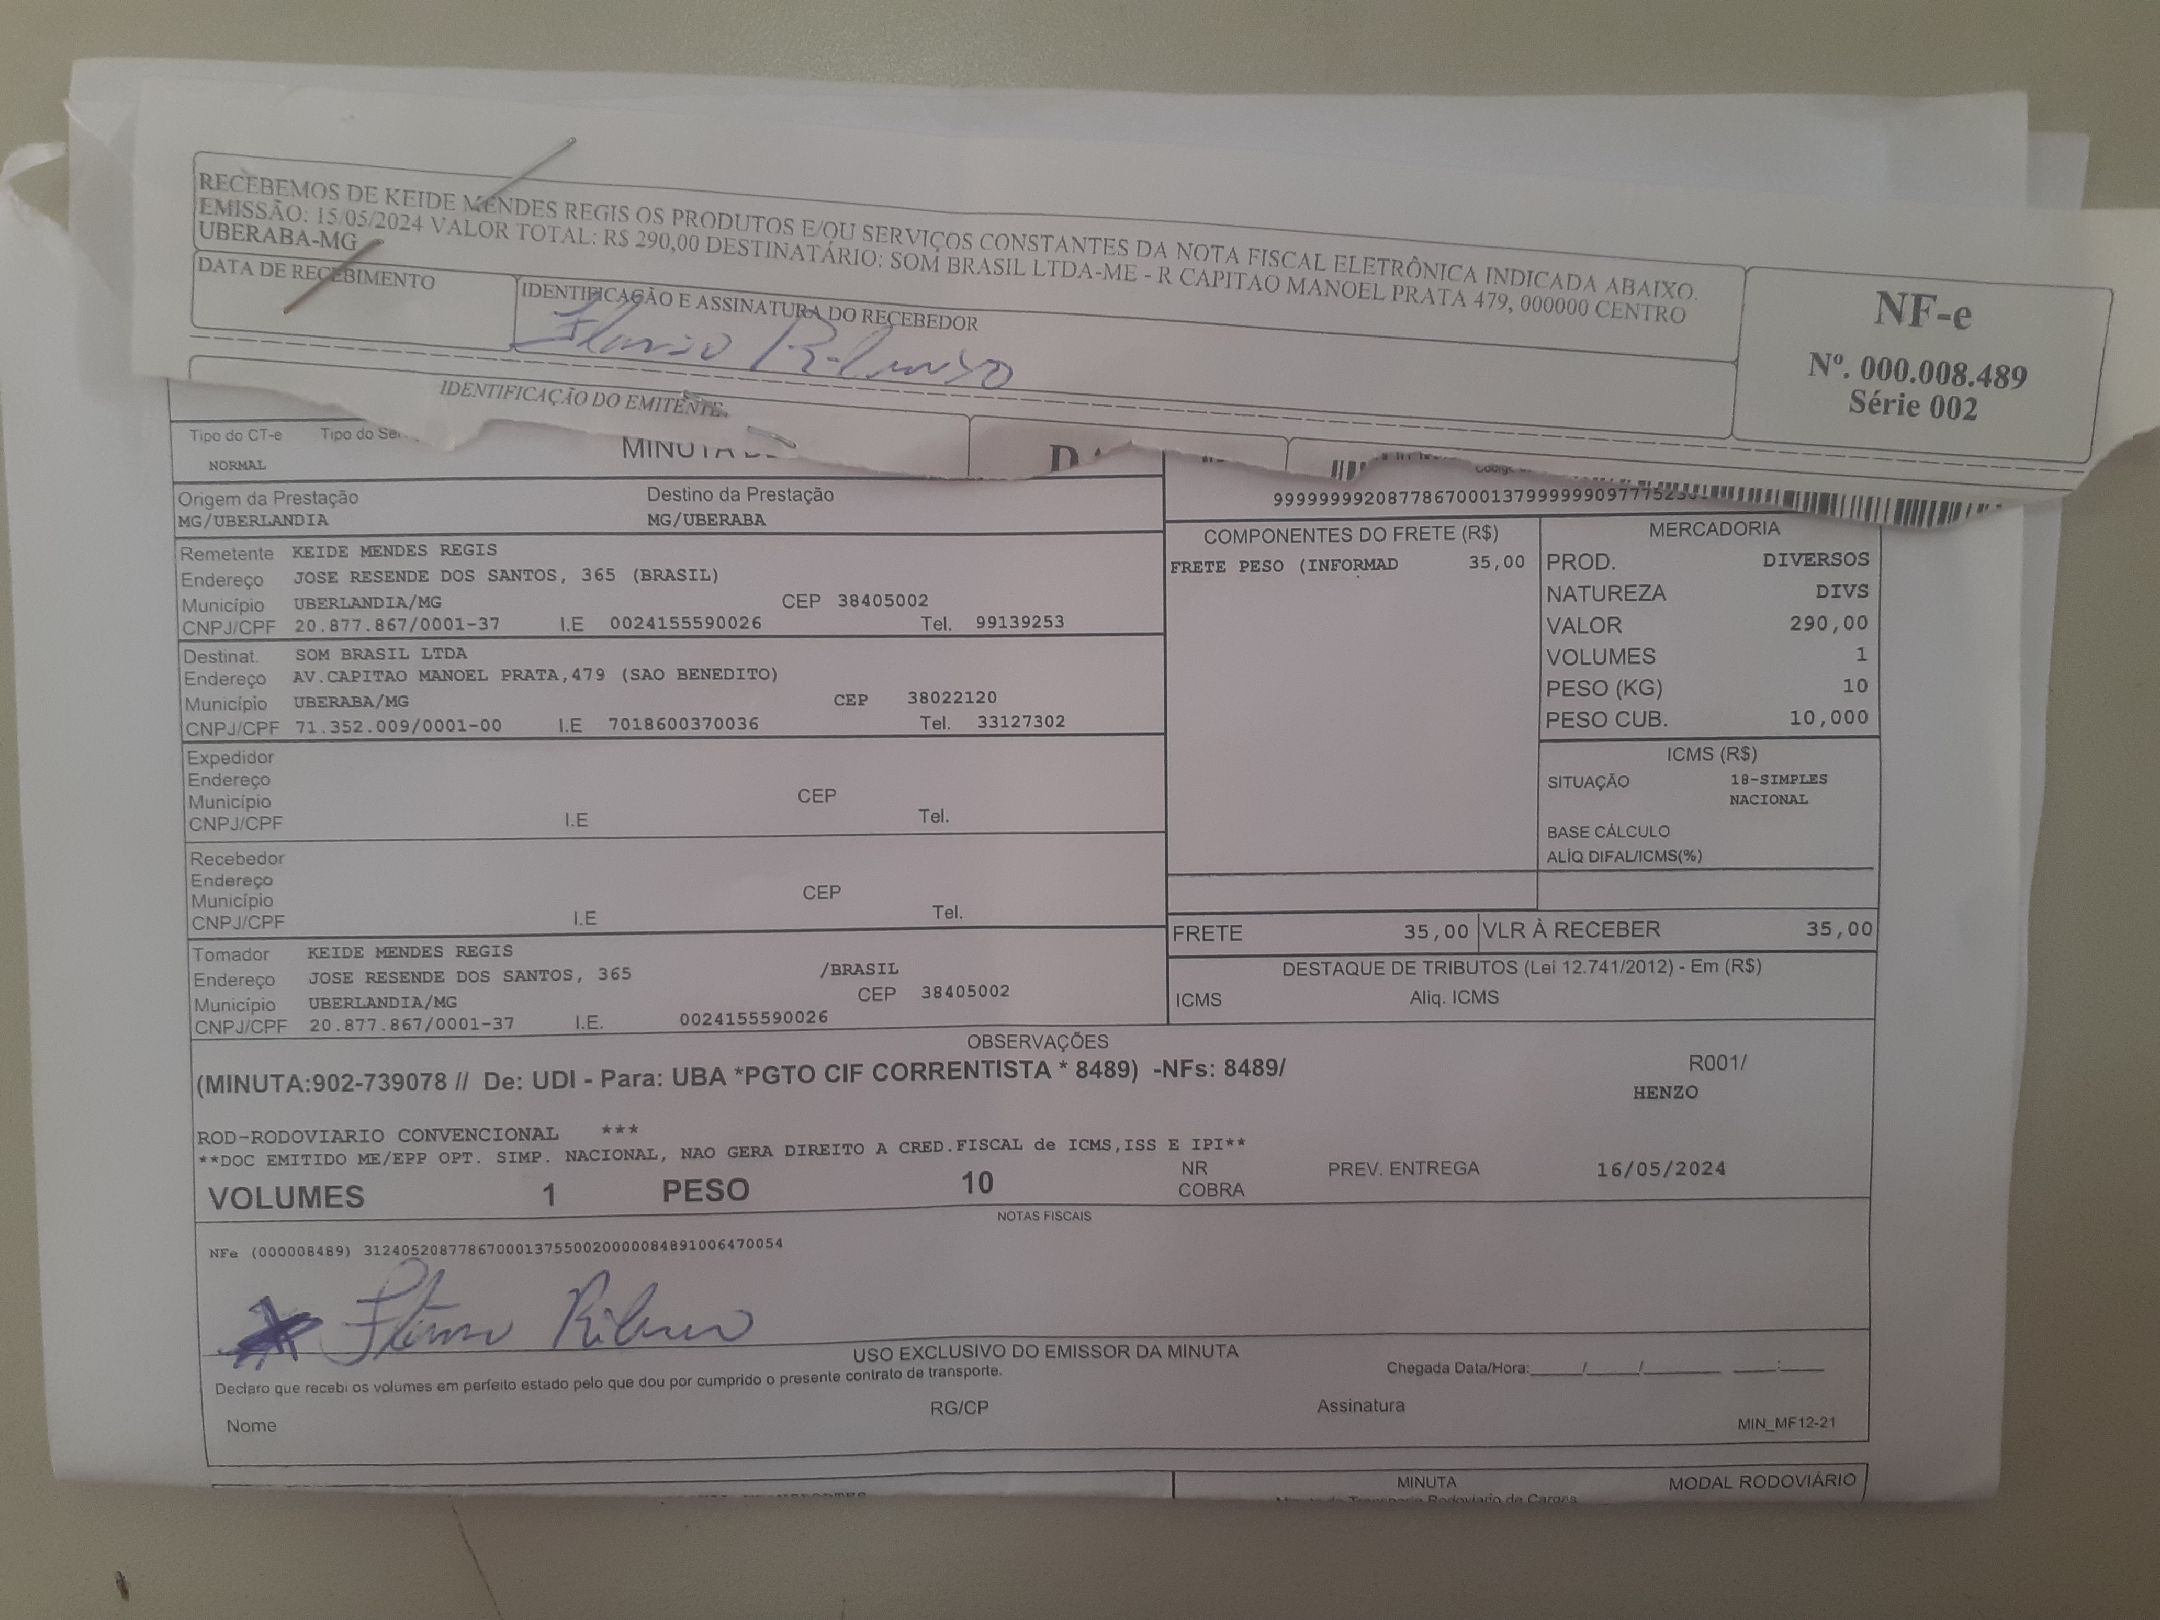 RECEBEMOS DE KEIDE MENDES REGIS OS PRODUTOS E/OU SERVIÇOS CONSTANTES DA NOTA FISCAL ELETRÔNICA INDICADA ABAIXO.
EMISSÃO: 15/05/2024 VALOR TOTAL: R$ 290,00 DESTINATÁRIO: SOM BRASIL LTDA-ME - R CAPITAO MANOEL PRATA 479, 000000 CENTRO
UBERABA-MG
DATA DE RECEBIMENTO
IDENTIFICAÇÃO E ASSINATURA DO RECEBEDOR
NF-e
Nº. 000.008.489
Série 002
IDENTIFICAÇÃO DO EMITENTE
Tipo do CT-e Tipo do Ser
NORMAL
MINUTA
Origem da Prestação Destino da Prestação
MG/UBERLANDIA MG/UBERABA
Remetente KEIDE MENDES REGIS
Endereço JOSE RESENDE DOS SANTOS, 365 (BRASIL)
Município UBERLANDIA/MG CEP 38405002
CNPJ/CPF 20.877.867/0001-37 I.E 0024155590026 Tel. 99139253
Destinat. SOM BRASIL LTDA
Endereço AV.CAPITAO MANOEL PRATA,479 (SAO BENEDITO)
Município UBERABA/MG CEP 38022120
CNPJ/CPF 71.352.009/0001-00 I.E 7018600370036 Tel. 33127302
Expedidor
Endereço
Município CEP
CNPJ/CPF I.E Tel.
Recebedor
Endereço
Município CEP
CNPJ/CPF I.E Tel.
Tomador KEIDE MENDES REGIS
Endereço JOSE RESENDE DOS SANTOS, 365 /BRASIL
Município UBERLANDIA/MG CEP 38405002
CNPJ/CPF 20.877.867/0001-37 I.E. 0024155590026
COMPONENTES DO FRETE (R$)
FRETE PESO (INFORMAD 35,00
MERCADORIA
PROD. DIVERSOS
NATUREZA DIVS
VALOR 290,00
VOLUMES 1
PESO (KG) 10
PESO CUB. 10,000
ICMS (R$)
SITUAÇÃO 18-SIMPLES
NACIONAL
BASE CÁLCULO
ALÍQ DIFAL/ICMS(%)
FRETE 35,00 VLR À RECEBER 35,00
DESTAQUE DE TRIBUTOS (Lei 12.741/2012) - Em (R$)
ICMS Aliq. ICMS
OBSERVAÇÕES
(MINUTA:902-739078 // De: UDI - Para: UBA *PGTO CIF CORRENTISTA * 8489) -NFs: 8489/
R001/
HENZO
ROD-RODOVIARIO CONVENCIONAL ***
**DOC EMITIDO ME/EPP OPT. SIMP. NACIONAL, NAO GERA DIREITO A CRED.FISCAL de ICMS,ISS E IPI**
VOLUMES 1 PESO 10 NR COBRA PREV. ENTREGA 16/05/2024
NOTAS FISCAIS
NFe (000008489) 31240520877867000137550020000084891006470054
USO EXCLUSIVO DO EMISSOR DA MINUTA
Declaro que recebi os volumes em perfeito estado pelo que dou por cumprido o presente contrato de transporte.
Chegada Data/Hora:____/____/______ ____:____
Nome RG/CP Assinatura
MIN_MF12-21
MINUTA MODAL RODOVIÁRIO